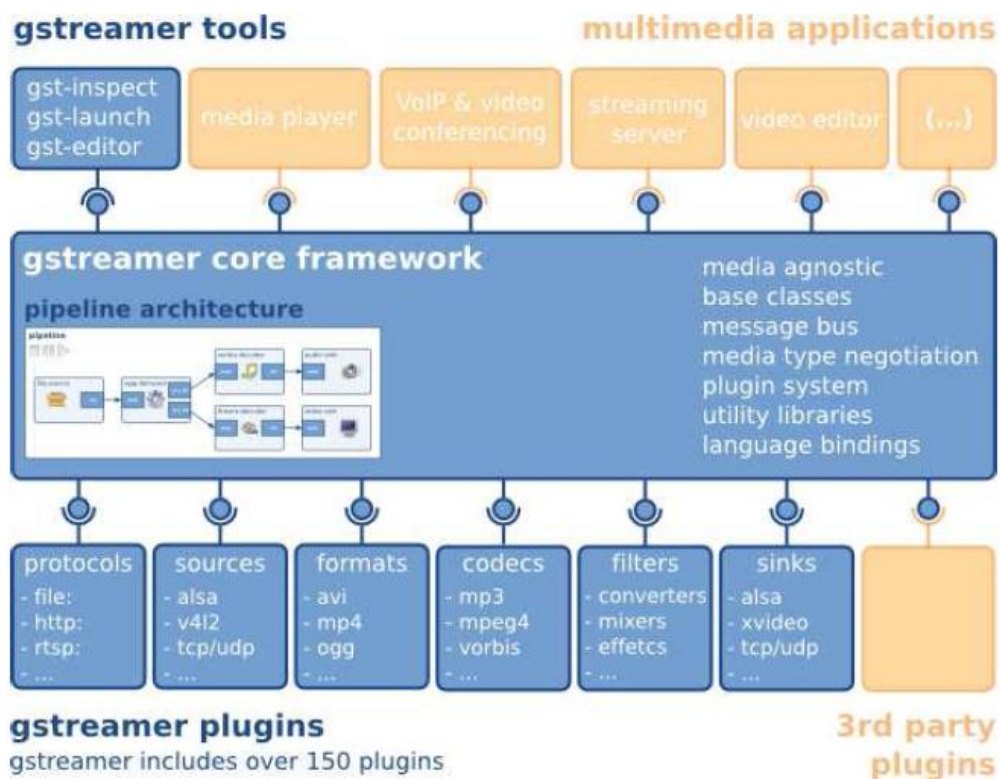 gstreamer tools
multimedia applications
gst-inspect
gst-launch
gst-editor
media player
VoIP & video
conferencing
streaming
server
video editor
(...)
gstreamer core framework
pipeline architecture
pipeline
media agnostic
base classes
message bus
media type negotiation
plugin system
utility libraries
language bindings
protocols
- file:
- http:
- rtsp:
- ...
sources
- alsa
- v4l2
- tcp/udp
- ...
formats
- avi
- mp4
- ogg
- ...
codecs
- mp3
- mpeg4
- vorbis
- ...
filters
- converters
- mixers
- effetcs
- ...
sinks
- alsa
- xvideo
- tcp/udp
- ...
gstreamer plugins
gstreamer includes over 150 plugins
3rd party
plugins